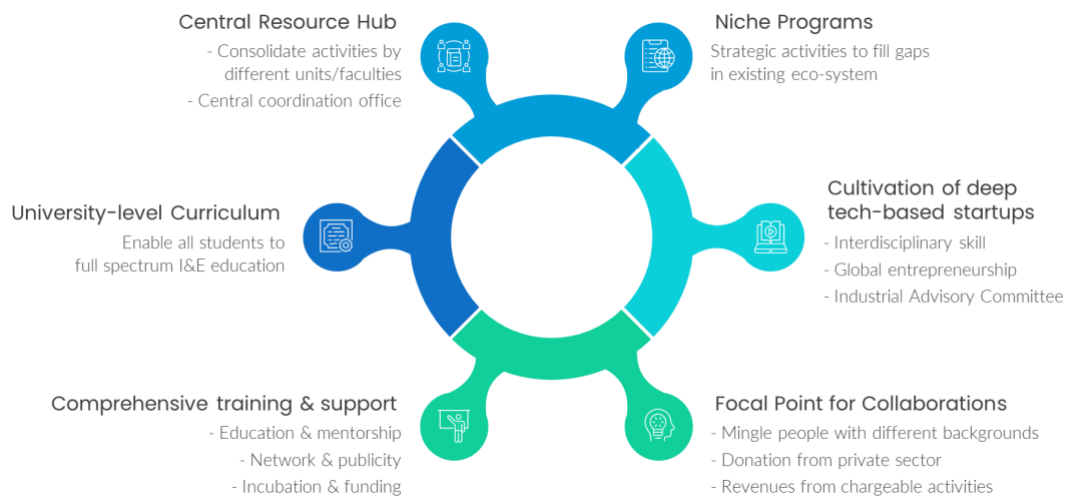 Central Resource Hub
- Consolidate activities by
different units/faculties
- Central coordination office
Niche Programs
Strategic activities to fill gaps
in existing eco-system
University-level Curriculum
Enable all students to
full spectrum I&E education
Cultivation of deep
tech-based startups
- Interdisciplinary skill
- Global entrepreneurship
- Industrial Advisory Committee
Comprehensive training & support
- Education & mentorship
- Network & publicity
- Incubation & funding
Focal Point for Collaborations
- Mingle people with different backgrounds
- Donation from private sector
- Revenues from chargeable activities